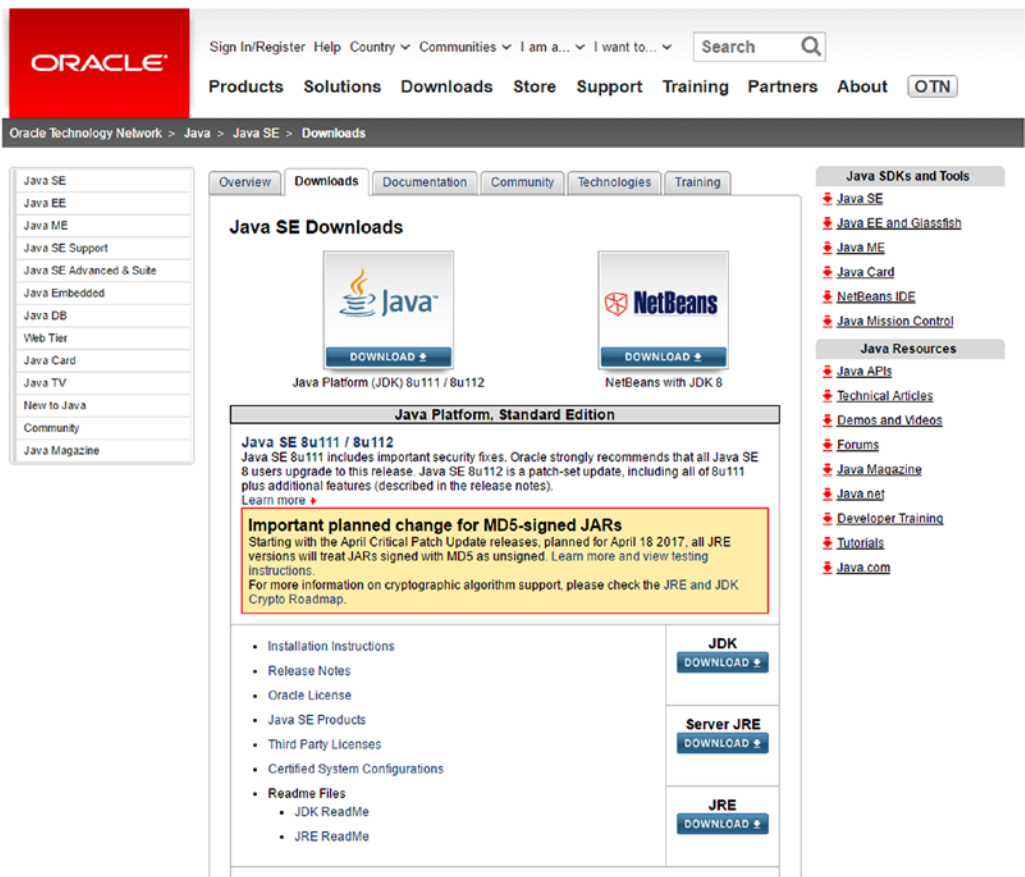 ORACLE
Sign In/Register Help Country Communities I am a... I want to... Search
Products Solutions Downloads Store Support Training Partners About OTN
Oracle Technology Network > Java > Java SE > Downloads
Java SE
Java EE
Java ME
Java SE Support
Java SE Advanced & Suite
Java Embedded
Java DB
Web Tier
Java Card
Java TV
New to Java
Community
Java Magazine
Overview Downloads Documentation Community Technologies Training
Java SE Downloads
Java
DOWNLOAD
Java Platform (JDK) 8u111 / 8u112
NetBeans
DOWNLOAD
NetBeans with JDK 8
Java Platform, Standard Edition
Java SE 8u111 / 8u112
Java SE 8u111 includes important security fixes. Oracle strongly recommends that all Java SE
8 users upgrade to this release. Java SE 8u112 is a patch-set update, including all of 8u111
plus additional features (described in the release notes).
Learn more
Important planned change for MD5-signed JARs
Starting with the April Critical Patch Update releases, planned for April 18 2017, all JRE
versions will treat JARs signed with MD5 as unsigned. Learn more and view testing
instructions.
For more information on cryptographic algorithm support, please check the JRE and JDK
Crypto Roadmap.
Installation Instructions
Release Notes
Oracle License
Java SE Products
Third Party Licenses
Certified System Configurations
Readme Files
JDK ReadMe
JRE ReadMe
JDK
DOWNLOAD
Server JRE
DOWNLOAD
JRE
DOWNLOAD
Java SDKs and Tools
Java SE
Java EE and Glassfish
Java ME
Java Card
NetBeans IDE
Java Mission Control
Java Resources
Java APIs
Technical Articles
Demos and Videos
Forums
Java Magazine
Java.net
Developer Training
Tutorials
Java.com